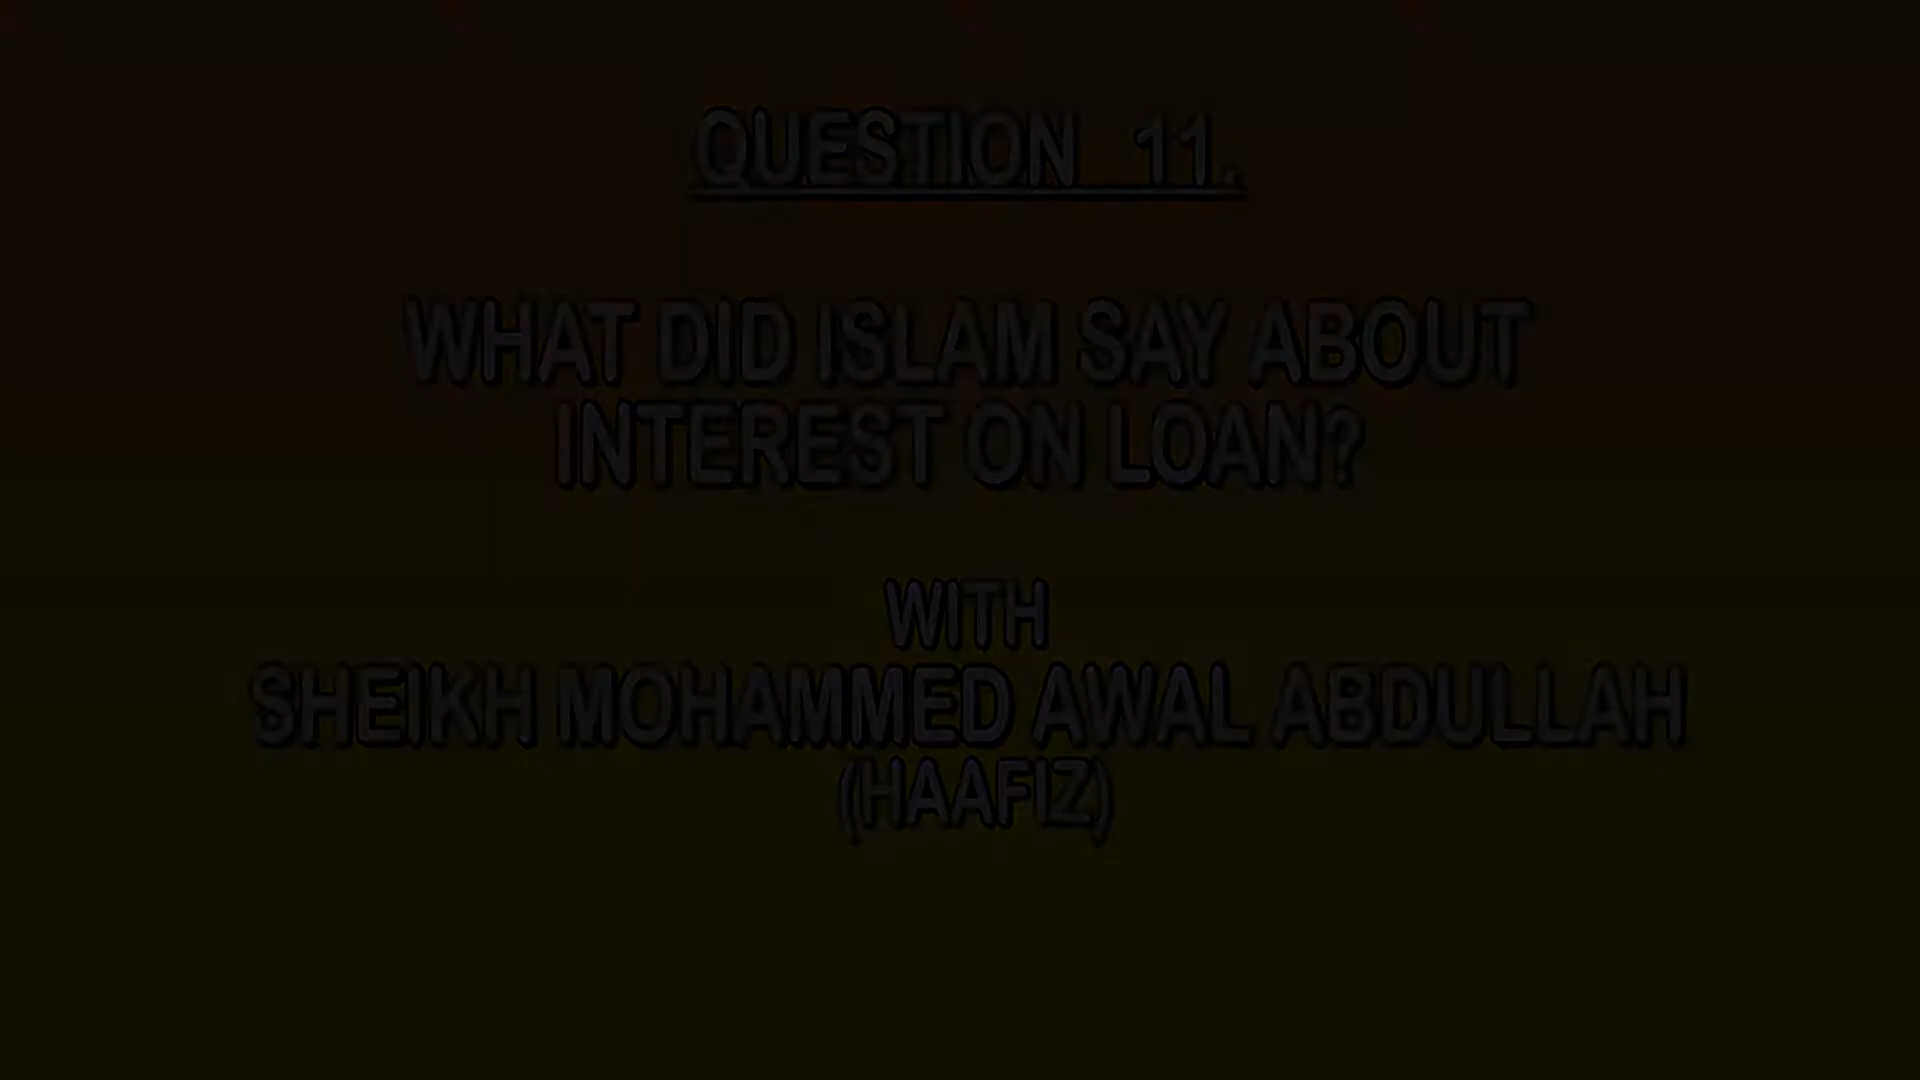 QUESTION 11.
WHAT DID ISLAM SAY ABOUT
INTEREST ON LOAN?
WITH
SHEIKH MOHAMMED AWAL ABDULLAH
(HAAFIZ)